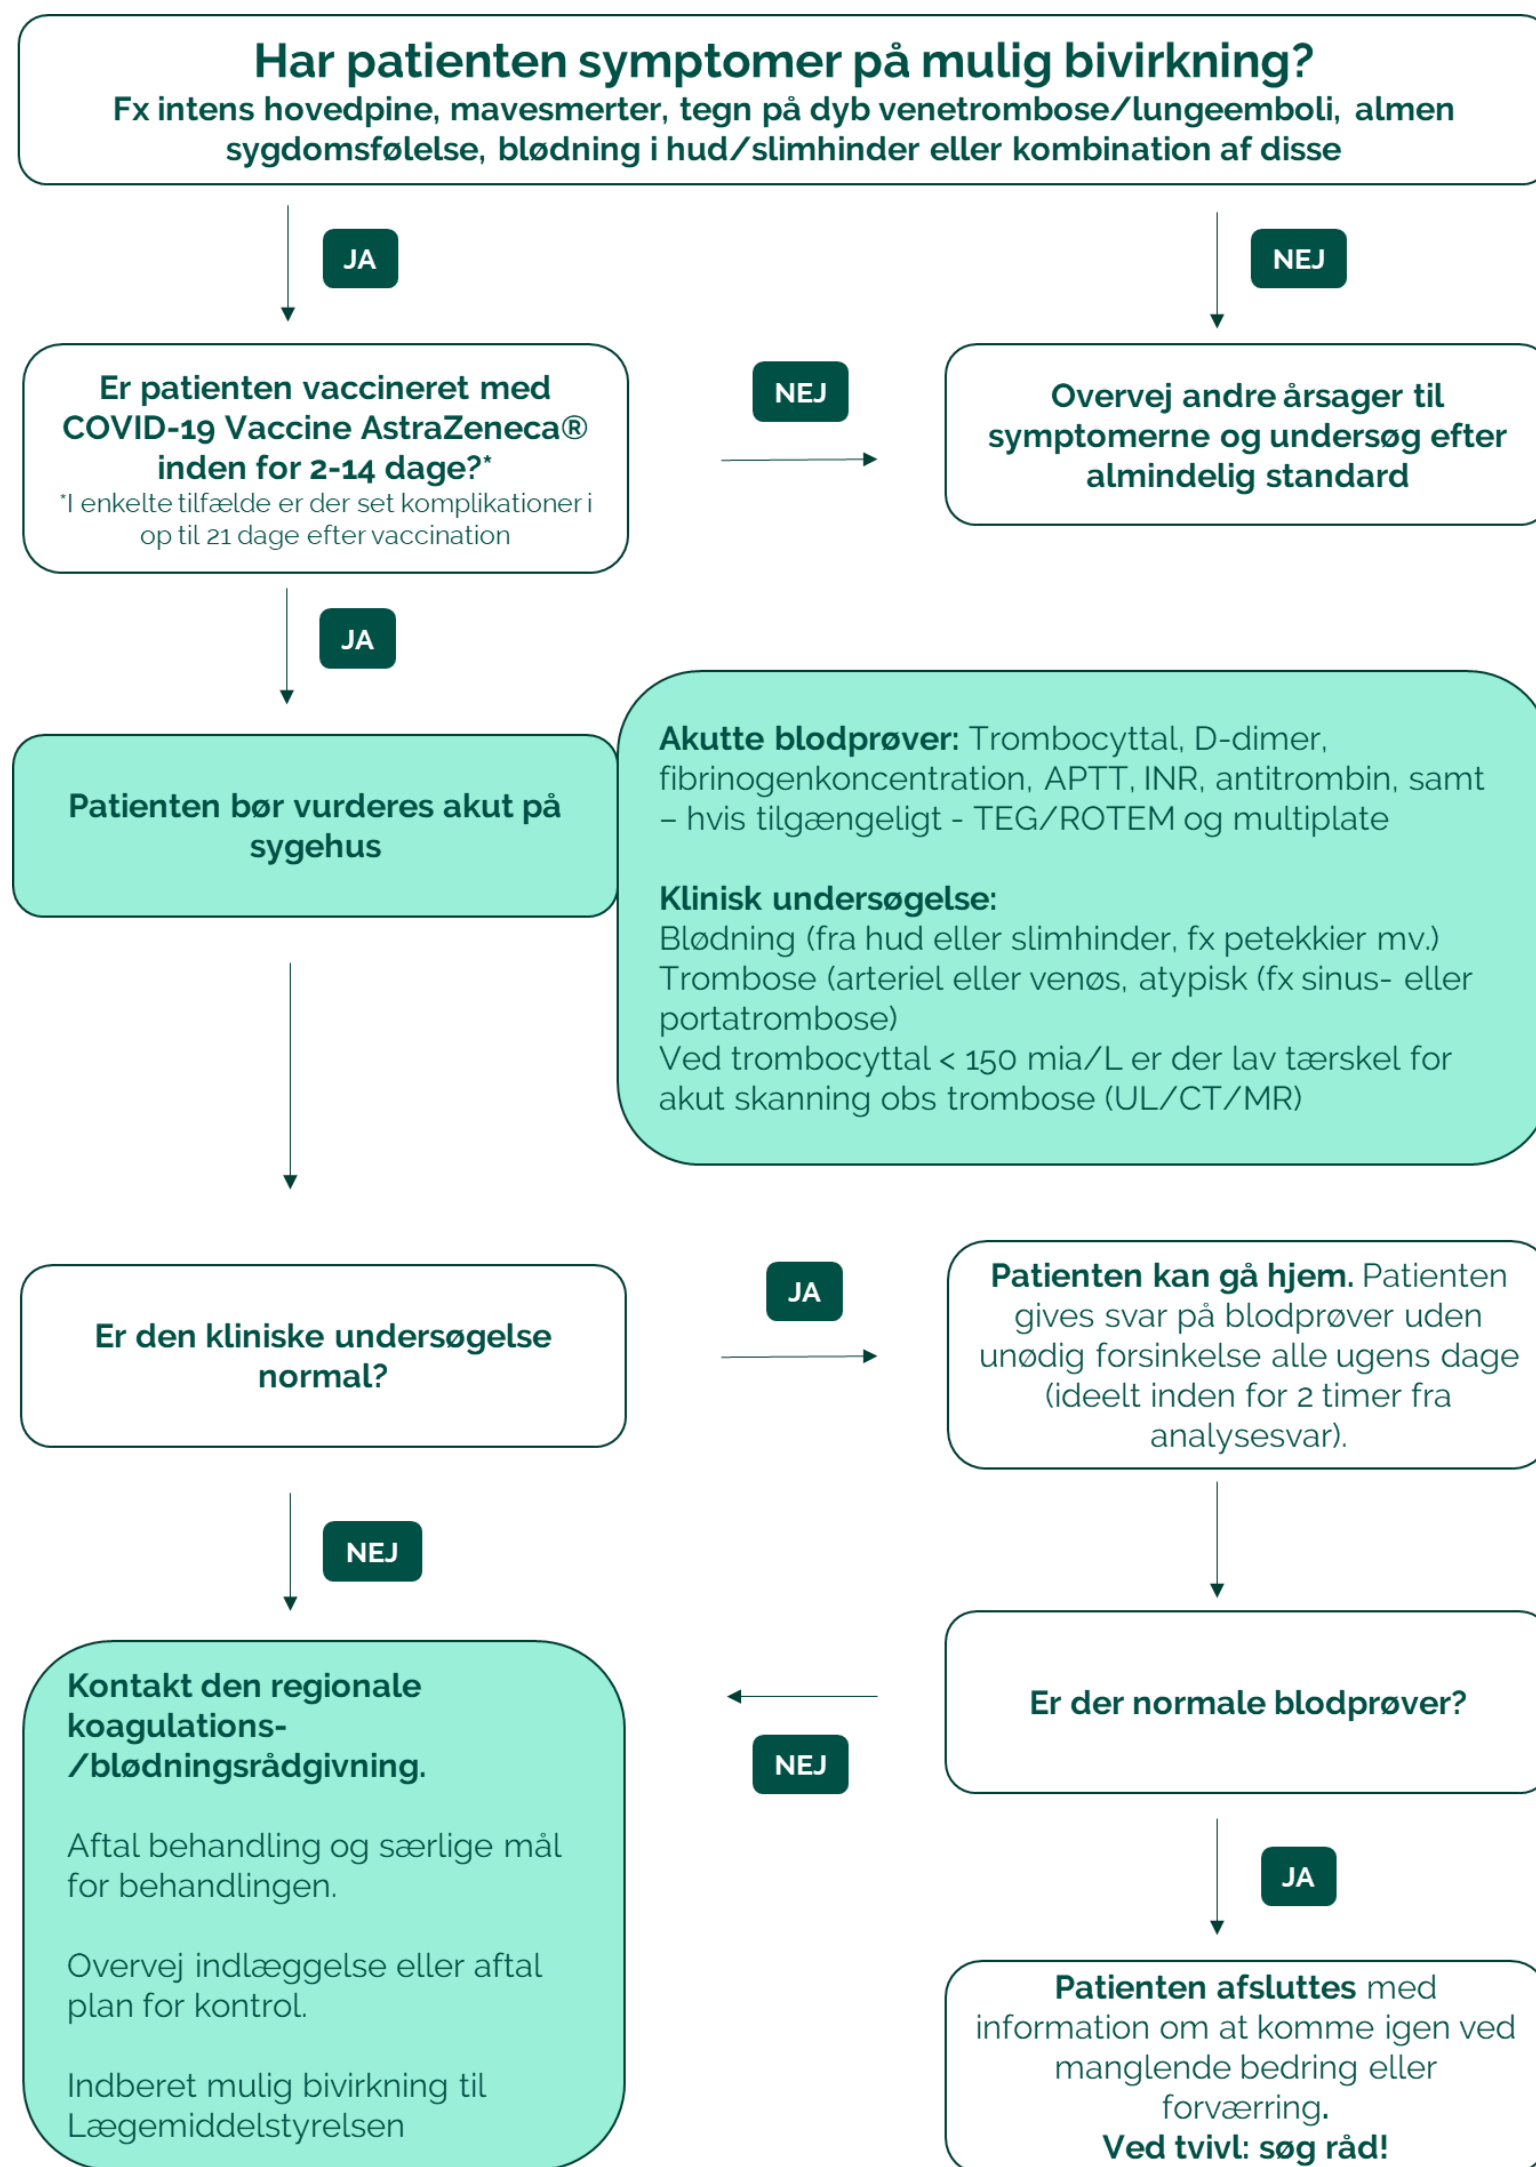 Har patienten symptomer på mulig bivirkning?
Fx intens hovedpine, mavesmerter, tegn på dyb venetrombose/lungeemboli, almen
sygdomsfølelse, blødning i hud/slimhinder eller kombination af disse
JA
NEJ
Er patienten vaccineret med
COVID-19 Vaccine AstraZeneca®
inden for 2-14 dage?*
*I enkelte tilfælde er der set komplikationer i
op til 21 dage efter vaccination
NEJ
Overvej andre årsager til
symptomerne og undersøg efter
almindelig standard
JA
Patienten bør vurderes akut på
sygehus
Akutte blodprøver: Trombocyttal, D-dimer,
fibrinogenkoncentration, APTT, INR, antitrombin, samt
– hvis tilgængeligt - TEG/ROTEM og multiplate
Klinisk undersøgelse:
Blødning (fra hud eller slimhinder, fx petekkier mv.)
Trombose (arteriel eller venøs, atypisk (fx sinus- eller
portatrombose)
Ved trombocyttal < 150 mia/L er der lav tærskel for
akut skanning obs trombose (UL/CT/MR)
Er den kliniske undersøgelse
normal?
JA
Patienten kan gå hjem. Patienten
gives svar på blodprøver uden
unødig forsinkelse alle ugens dage
(ideelt inden for 2 timer fra
analysesvar).
NEJ
Kontakt den regionale
koagulations-
/blødningsrådgivning.
Aftal behandling og særlige mål
for behandlingen.
Overvej indlæggelse eller aftal
plan for kontrol.
Indberet mulig bivirkning til
Lægemiddelstyrelsen
NEJ
Er der normale blodprøver?
JA
Patienten afsluttes med
information om at komme igen ved
manglende bedring eller
forværring.
Ved tvivl: søg råd!